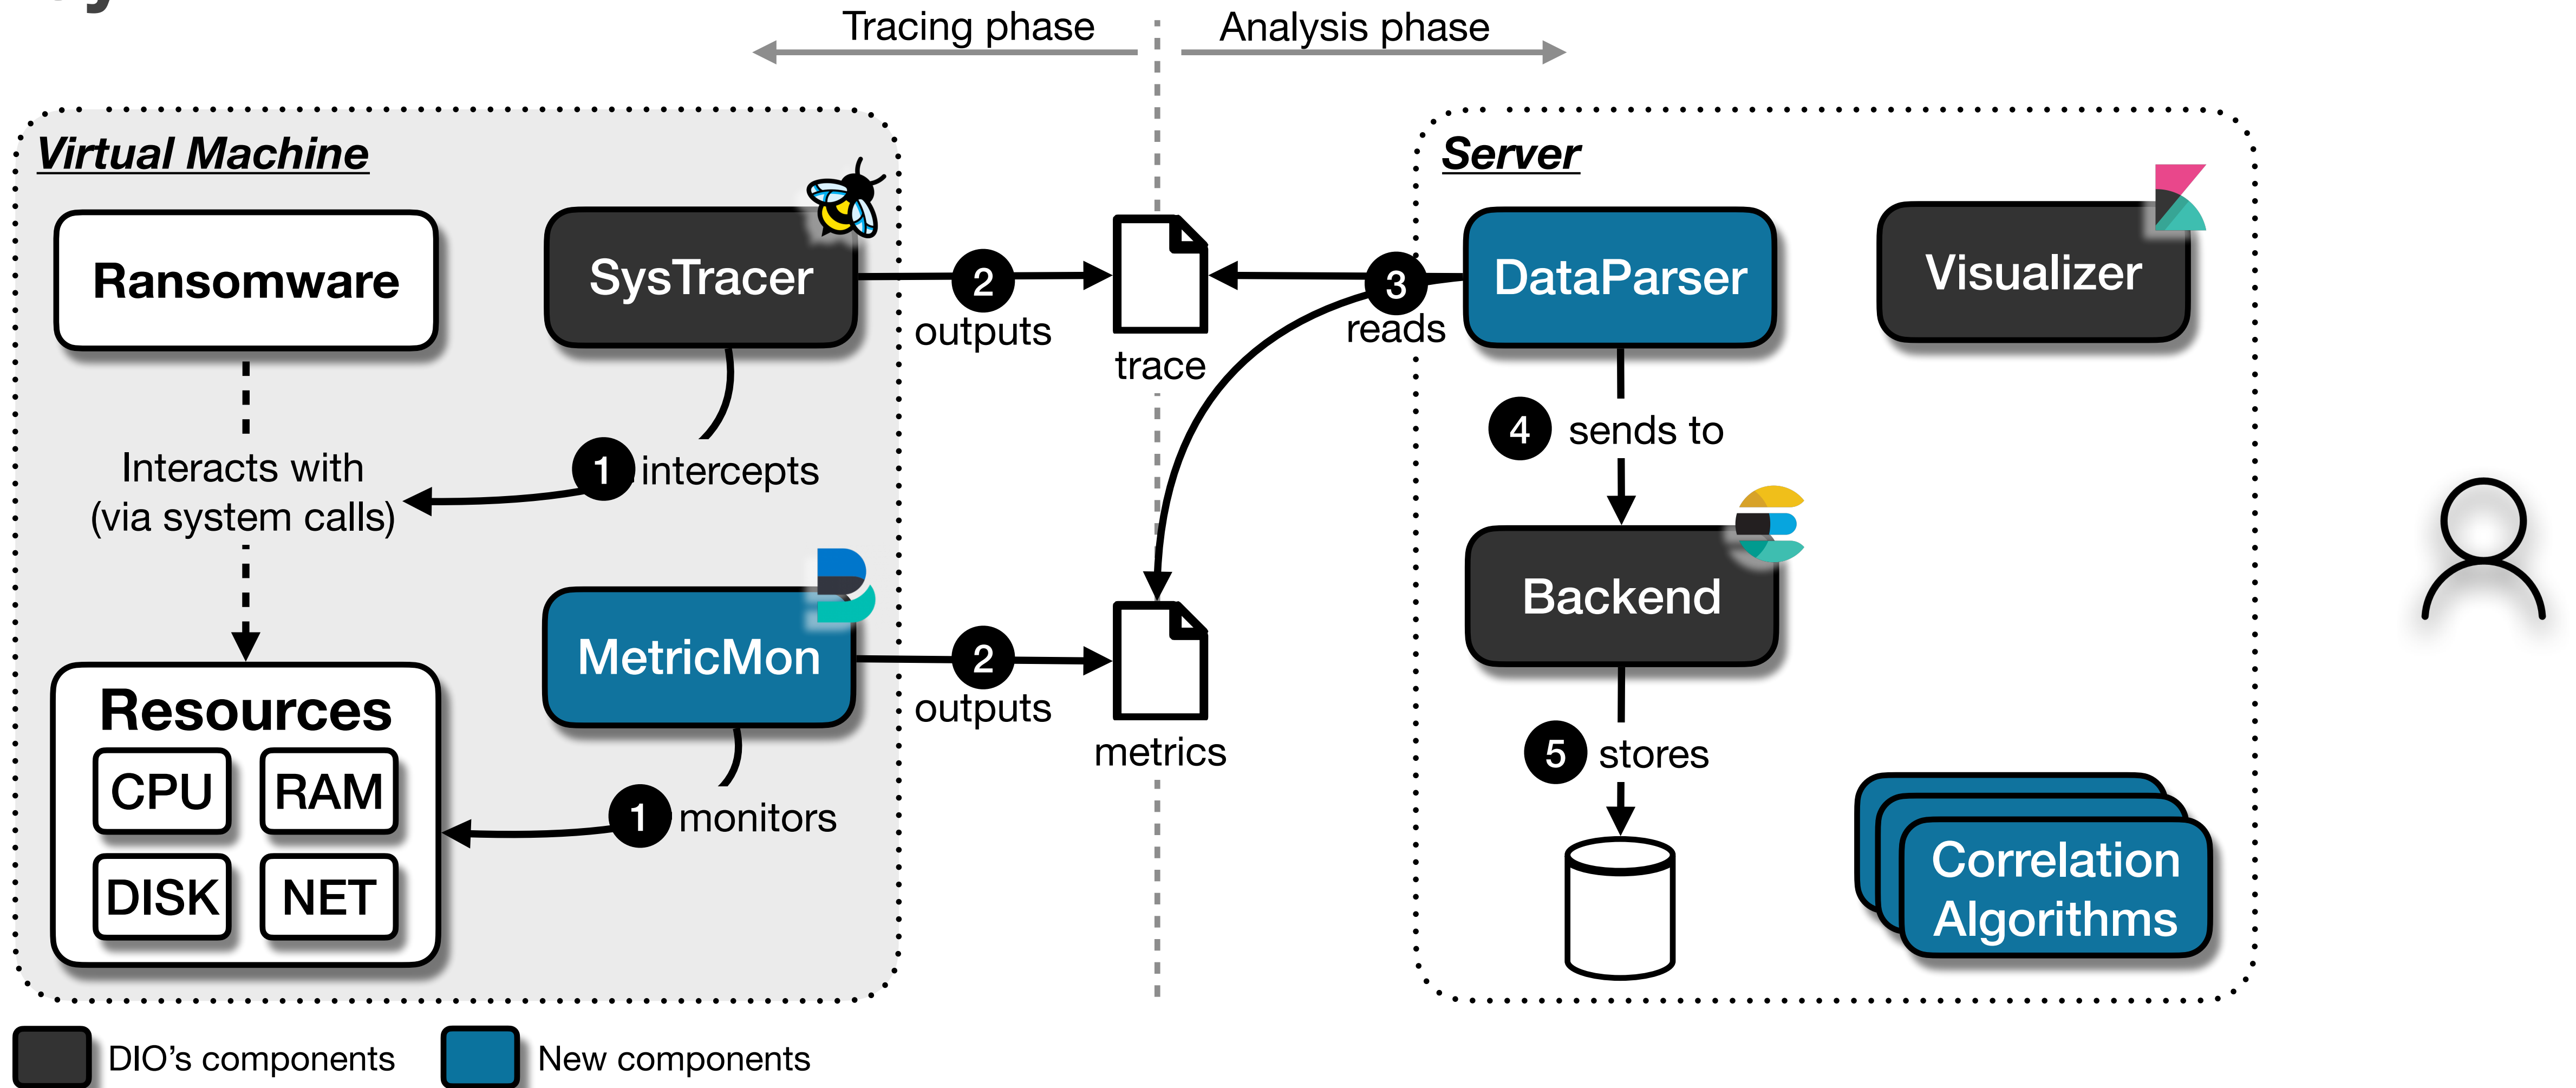 Tracing phase
Analysis phase
Virtual Machine
Ransomware
SysTracer
Interacts with
(via system calls)
1 intercepts
MetricMon
Resources
CPU
RAM
DISK
NET
1 monitors
2
outputs
trace
2
outputs
metrics
3
reads
Server
DataParser
Visualizer
4 sends to
Backend
5 stores
Correlation
Algorithms
DIO's components
New components